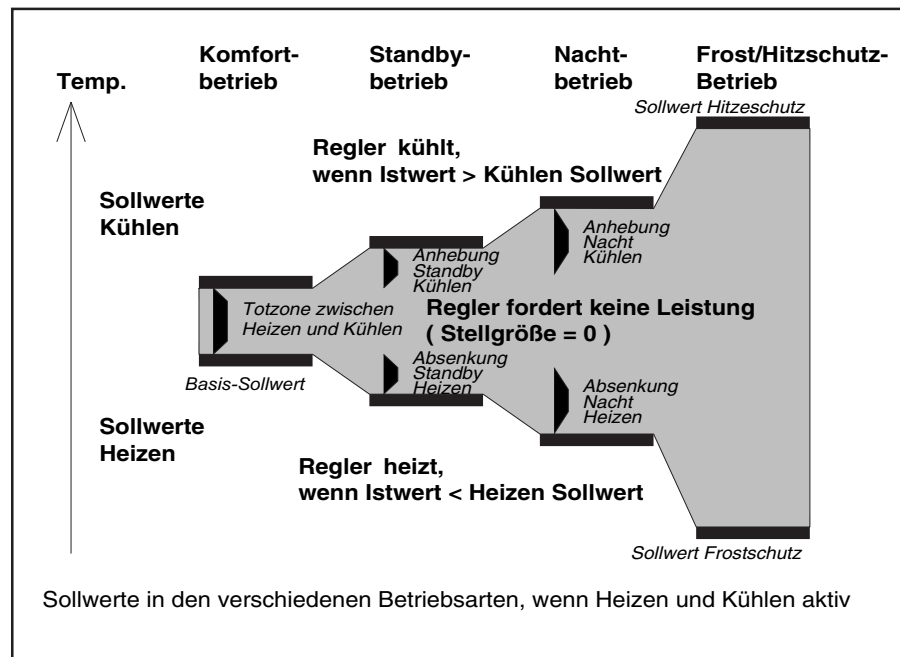 Komfort-
betrieb
Standby-
betrieb
Nacht-
betrieb
Frost/Hitzschutz-
Betrieb
Temp.
Sollwert Hitzeschutz
Regler kühlt,
wenn Istwert > Kühlen Sollwert
Sollwerte
Kühlen
Anhebung
Standby
Kühlen
Anhebung
Nacht
Kühlen
Totzone zwischen
Heizen und Kühlen
Regler fordert keine Leistung
( Stellgröße = 0 )
Basis-Sollwert
Absenkung
Standby
Heizen
Absenkung
Nacht
Heizen
Sollwerte
Heizen
Regler heizt,
wenn Istwert < Heizen Sollwert
Sollwert Frostschutz
Sollwerte in den verschiedenen Betriebsarten, wenn Heizen und Kühlen aktiv